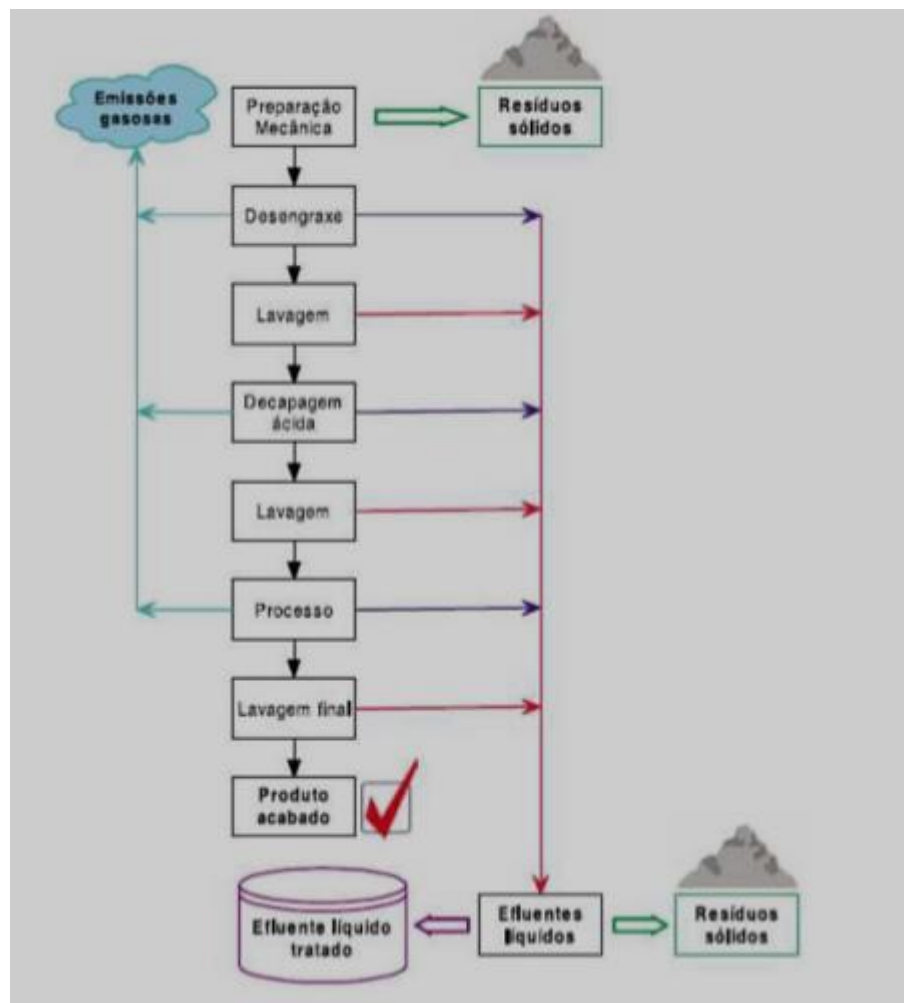 Emissões
gasosas
Preparação
Mecânica
Resíduos
sólidos
Desengraxe
Lavagem
Decapagem
ácida
Lavagem
Processo
Lavagem final
Produto
acabado
Efluente líquido
tratado
Efluentes
líquidos
Resíduos
sólidos